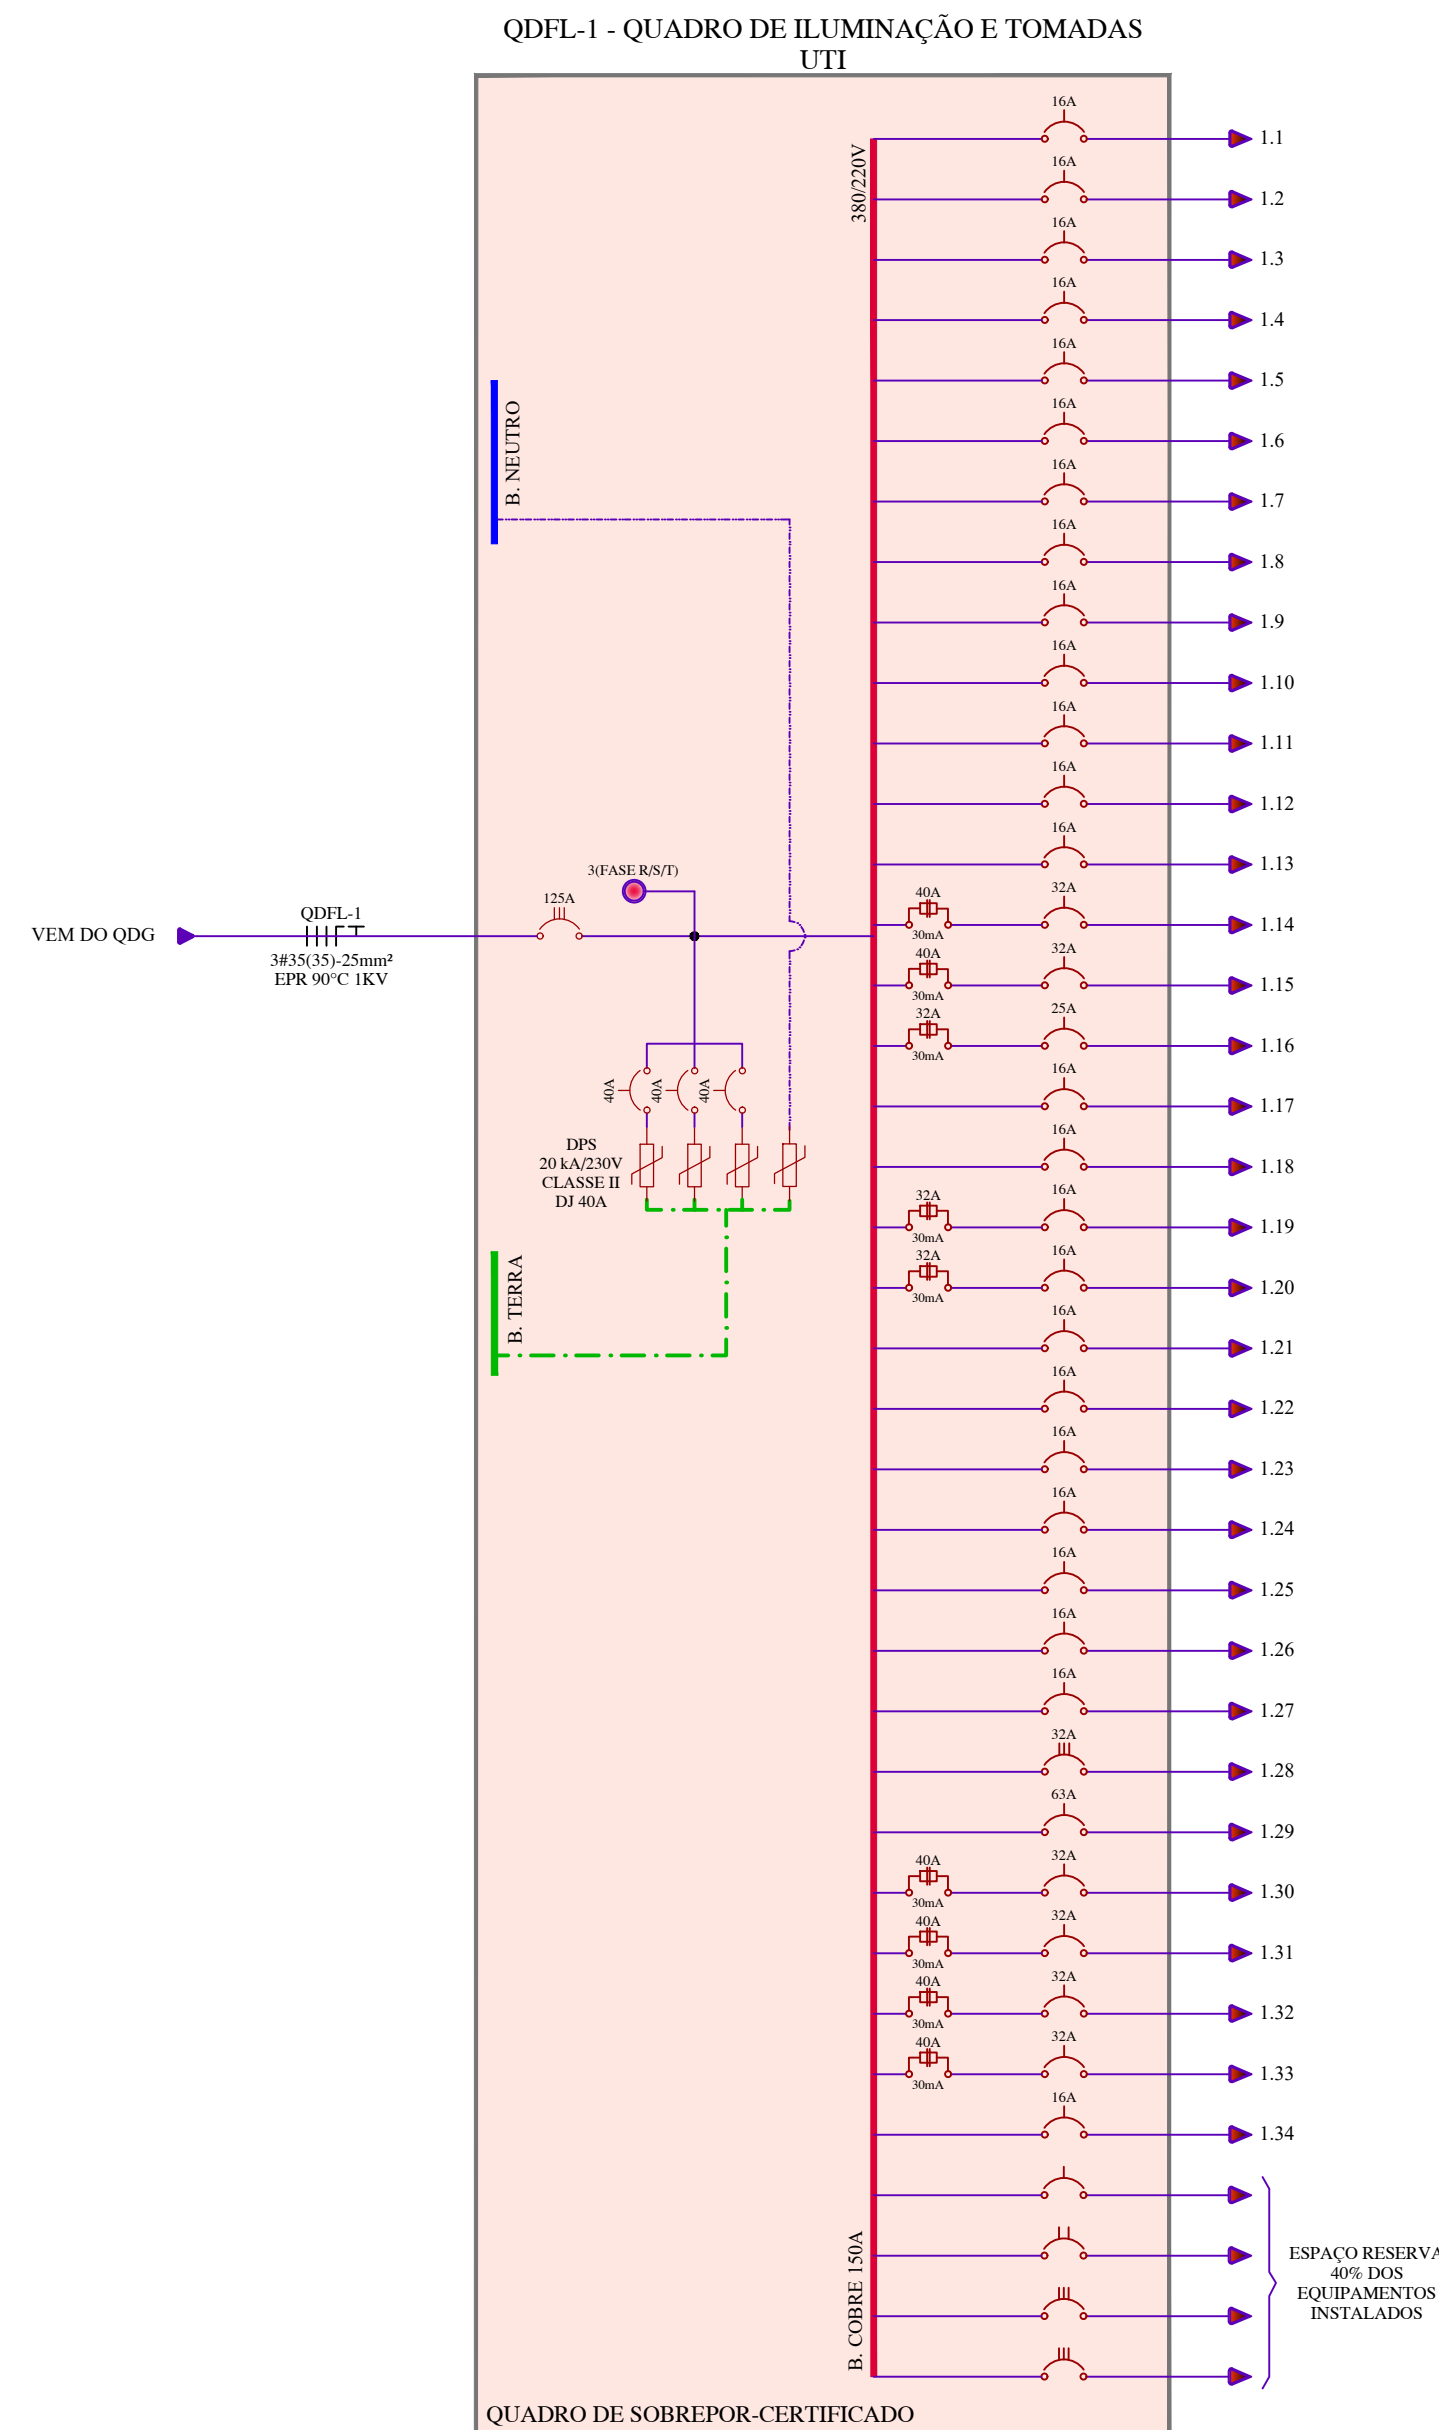 QDFL-1 - QUADRO DE ILUMINAÇÃO E TOMADAS
UTI
380/220V
16A
1.1
16A
1.2
16A
1.3
16A
1.4
16A
1.5
16A
1.6
16A
1.7
16A
1.8
16A
1.9
16A
1.10
16A
1.11
16A
1.12
16A
1.13
40A
30mA
32A
1.14
40A
30mA
32A
1.15
32A
30mA
25A
1.16
16A
1.17
16A
1.18
32A
30mA
16A
1.19
32A
30mA
16A
1.20
16A
1.21
16A
1.22
16A
1.23
16A
1.24
16A
1.25
16A
1.26
16A
1.27
32A
1.28
63A
1.29
40A
30mA
32A
1.30
40A
30mA
32A
1.31
40A
30mA
32A
1.32
40A
30mA
32A
1.33
16A
1.34
B. NEUTRO
3(FASE R/S/T)
125A
VEM DO QDG
QDFL-1
3#35(35)-25mm²
EPR 90°C 1KV
40A
40A
40A
DPS
20 kA/230V
CLASSE II
DJ 40A
B. TERRA
B. COBRE 150A
ESPAÇO RESERVA
40% DOS
EQUIPAMENTOS
INSTALADOS
QUADRO DE SOBREPOR-CERTIFICADO